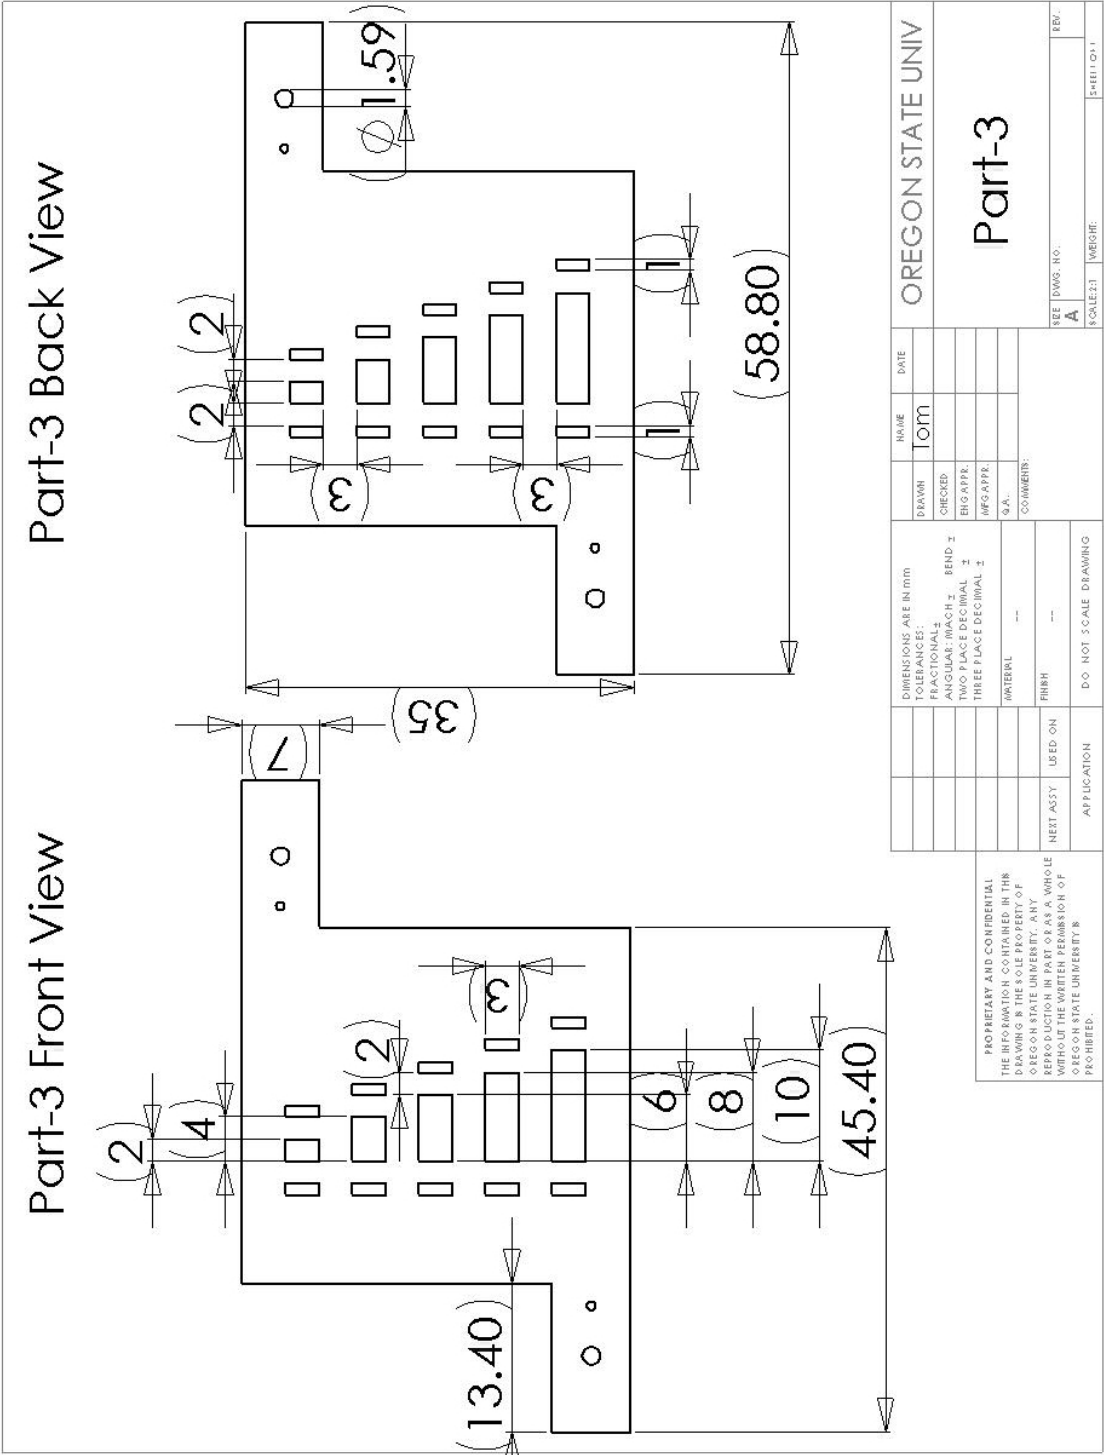 Part-3 Front View
Part-3 Back View
(2)
(4)
(2)
(3)
(13.40)
(6)
(8)
(10)
(45.40)
(7)
(35)
(2)
(2)
(3)
(3)
(1)
(1)
(Ø1.59)
(58.80)
PROPRIETARY AND CONFIDENTIAL
THE INFORMATION CONTAINED IN THIS
DRAWING IS THE SOLE PROPERTY OF
OREGON STATE UNIVERSITY. ANY
REPRODUCTION IN PART OR AS A WHOLE
WITHOUT THE WRITTEN PERMISSION OF
OREGON STATE UNIVERSITY IS
PROHIBITED.
NEXT ASSY
USED ON
APPLICATION
DIMENSIONS ARE IN mm
TOLERANCES:
FRACTIONAL ±
ANGULAR: MACH ± BEND ±
TWO PLACE DECIMAL ±
THREE PLACE DECIMAL ±
MATERIAL
--
FINISH
--
DO NOT SCALE DRAWING
NAME DATE
DRAWN Tom
CHECKED
ENG APPR.
MFG APPR.
Q.A.
COMMENTS:
OREGON STATE UNIV
Part-3
SIZE
A
DWG. NO.
REV.
SCALE:2:1
WEIGHT:
SHEET 1 OF 1